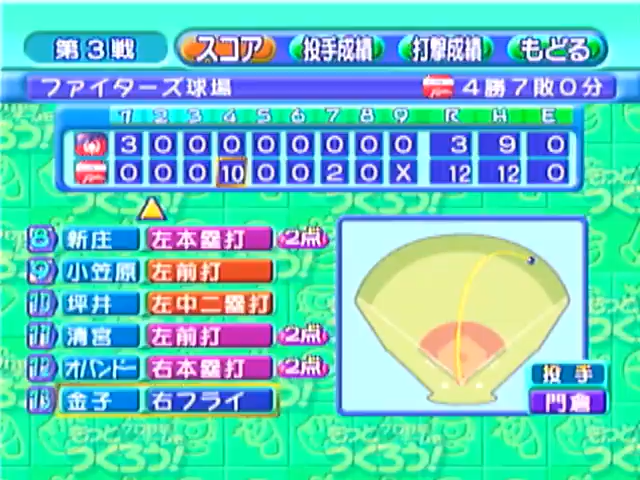 第3戦 スコア 投手成績 打撃成績 もどる
ファイターズ球場 4勝7敗0分
1 2 3 4 5 6 7 8 9 R H E
3 0 0 0 0 0 0 0 0 3 9 0
0 0 0 10 0 0 2 0 X 12 12 0
8 新庄 左本塁打 2点
9 小笠原 左前打
10 坪井 左中二塁打
11 清宮 左前打 2点
12 オバンドー 右本塁打 2点
13 金子 右フライ
投手
門倉
つくろう!